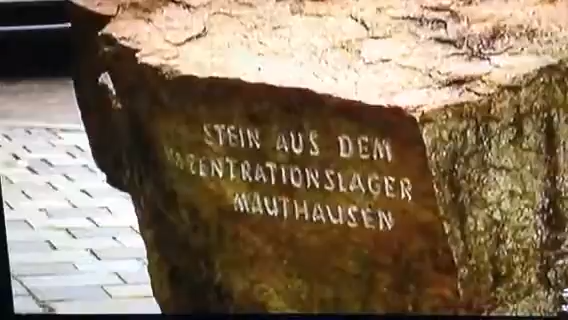 STEIN AUS DEM
KONZENTRATIONSLAGER
MAUTHAUSEN